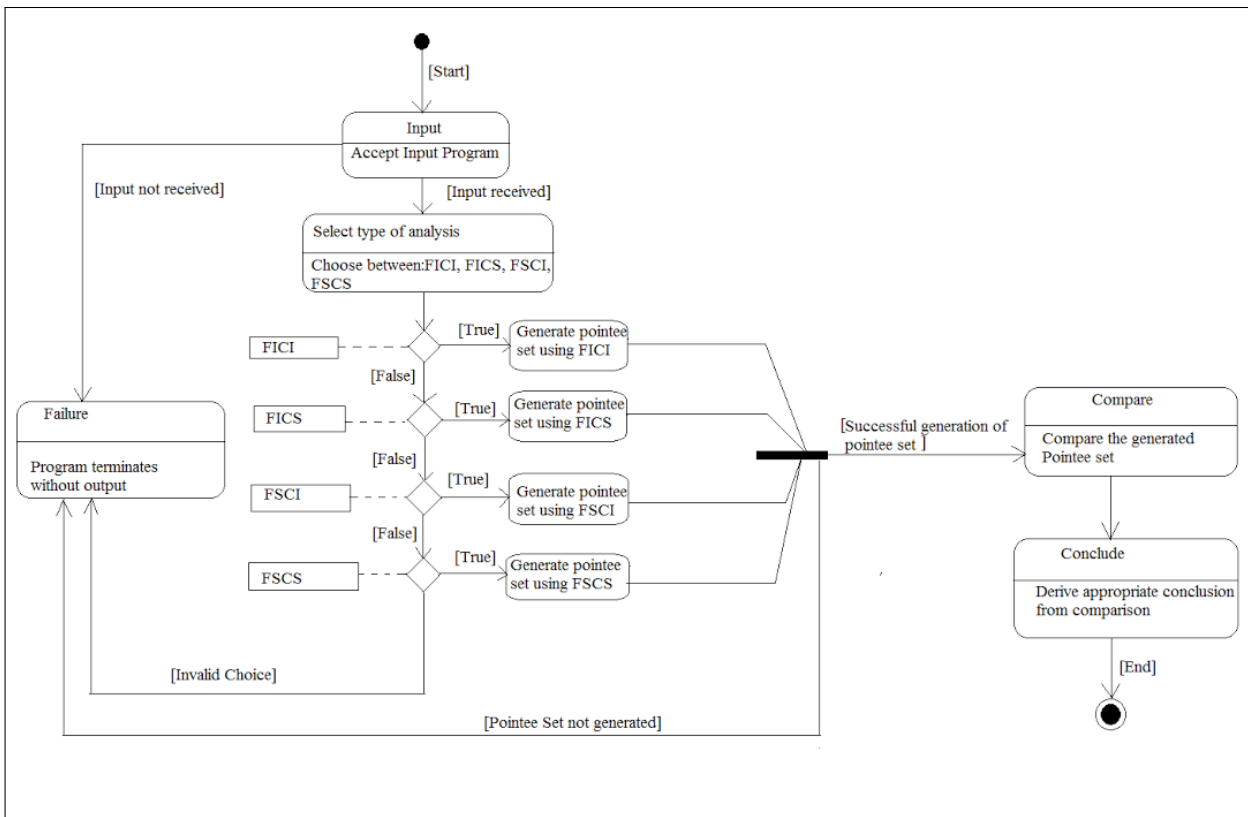 [Start]
Input
Accept Input Program
[Input not received]
[Input received]
Select type of analysis
Choose between:FICI, FICS, FSCI,
FSCS
FICI
[True]
Generate pointee
set using FICI
[False]
FICS
[True]
Generate pointee
set using FICS
[False]
FSCI
[True]
Generate pointee
set using FSCI
[False]
FSCS
[True]
Generate pointee
set using FSCS
Failure
Program terminates
without output
[Invalid Choice]
[Pointee Set not generated]
[Successful generation of
pointee set ]
Compare
Compare the generated
Pointee set
Conclude
Derive appropriate conclusion
from comparison
[End]